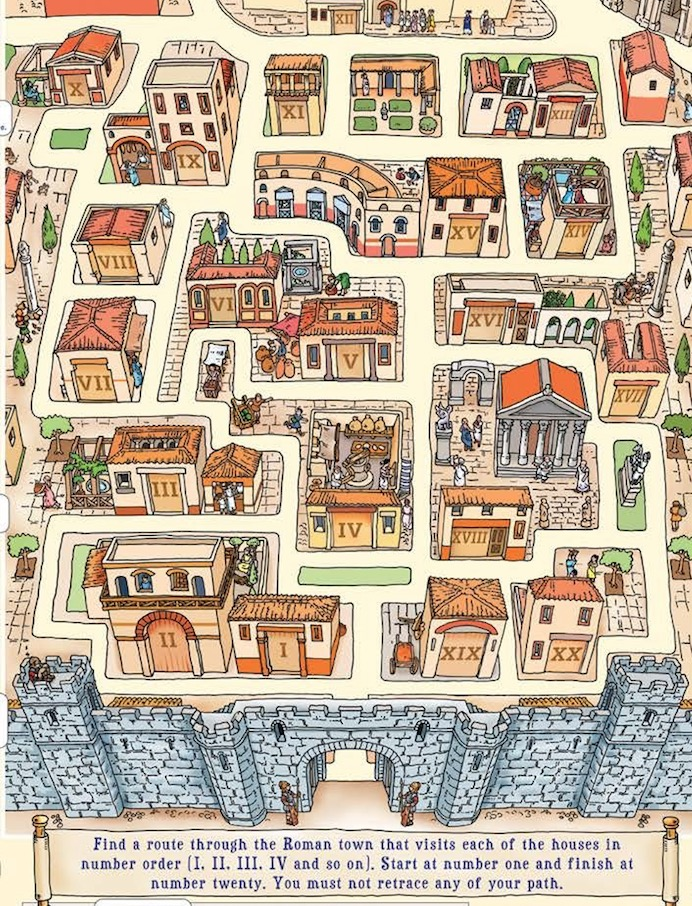 XII
X
XI
XIII
IX
XV
XIV
VIII
VI
XVI
V
VII
XVII
III
IV
XVIII
II
I
XIX
XX
Find a route through the Roman town that visits each of the houses in
number order (I, II, III, IV and so on). Start at number one and finish at
number twenty. You must not retrace any of your path.